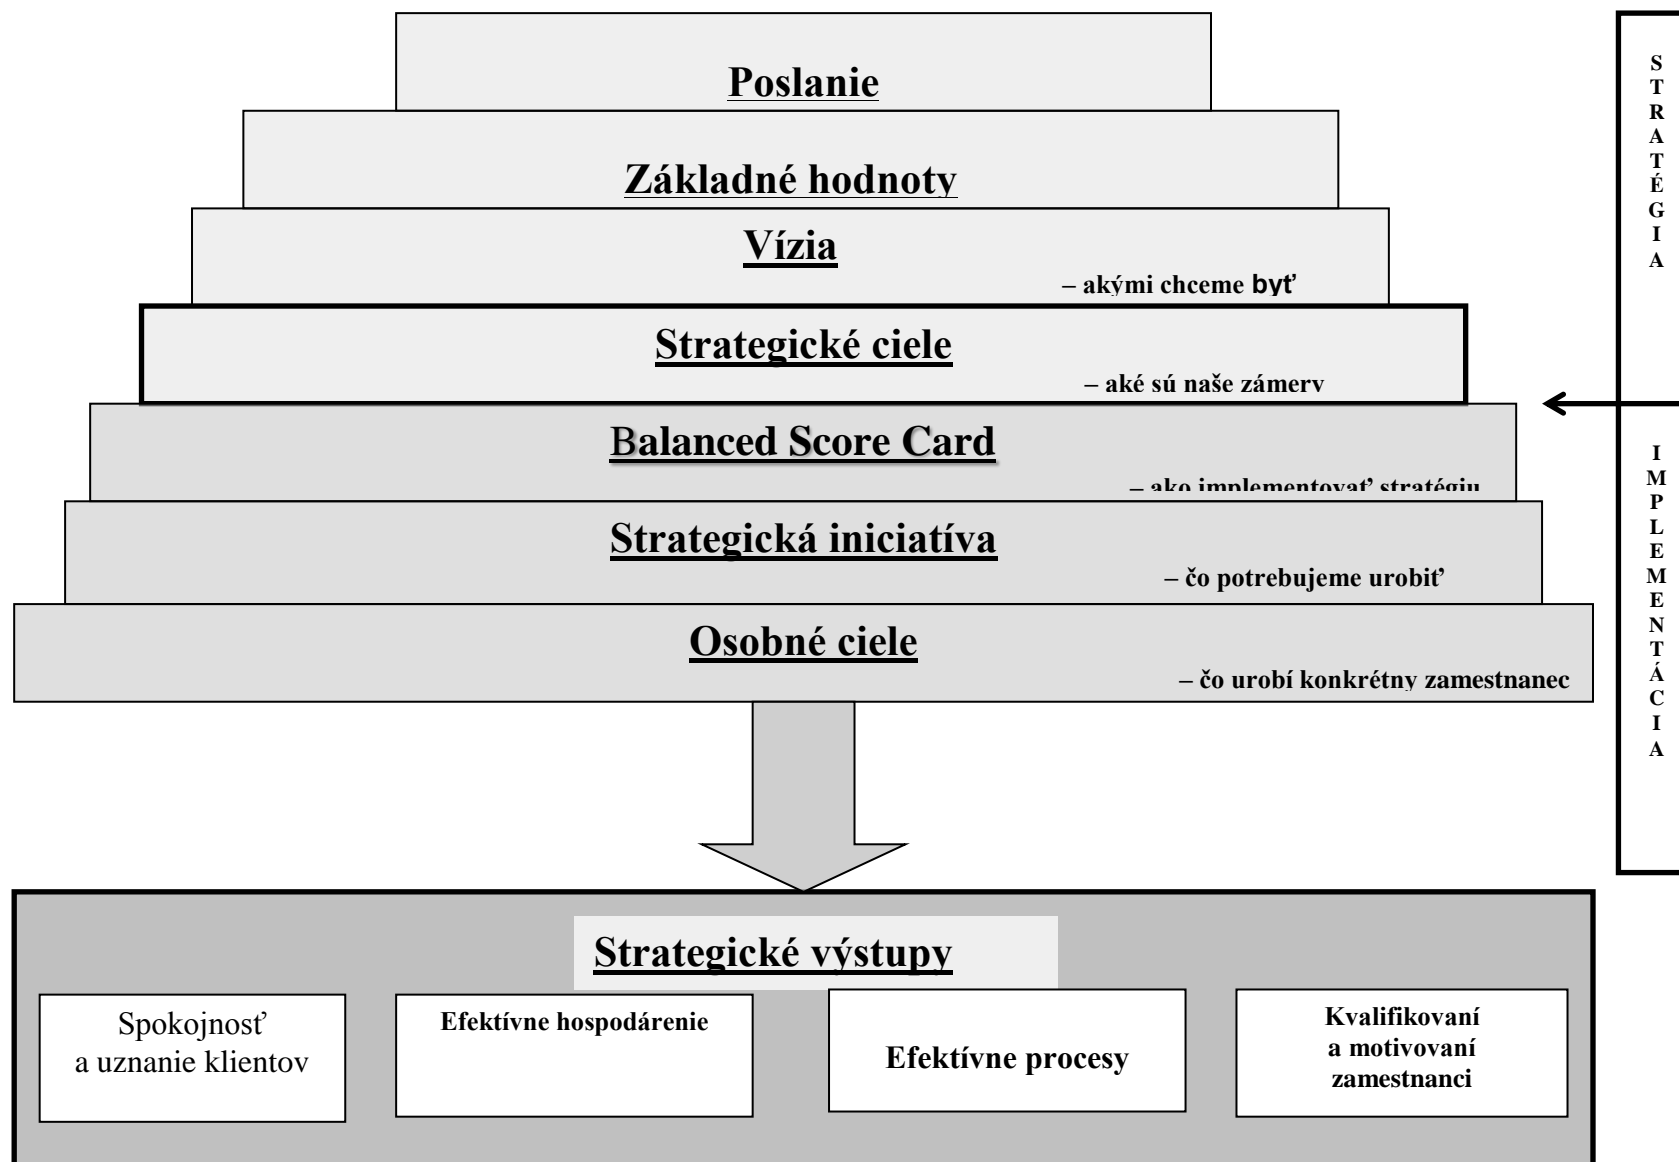 Poslanie
Základné hodnoty
Vízia
– akými chceme byť
Strategické ciele
– aké sú naše zámery
Balanced Score Card
– ako implementovať stratégiu
Strategická iniciatíva
– čo potrebujeme urobiť
Osobné ciele
– čo urobí konkrétny zamestnanec
STRATÉGIA
IMPLEMENTÁCIA
Strategické výstupy
Spokojnosť
a uznanie klientov
Efektívne hospodárenie
Efektívne procesy
Kvalifikovaní
a motivovaní
zamestnanci